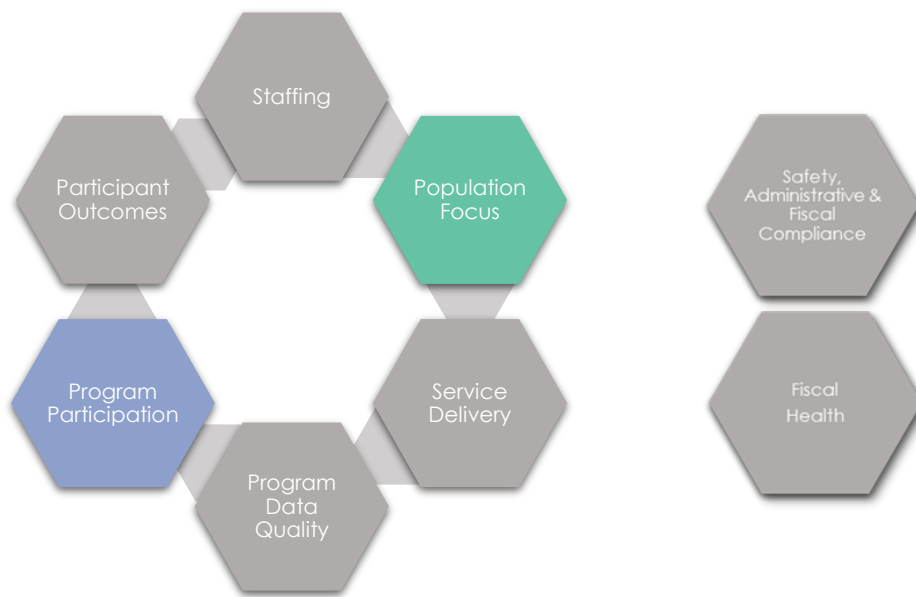 Staffing
Participant
Outcomes
Population
Focus
Safety,
Administrative &
Fiscal
Compliance
Program
Participation
Service
Delivery
Fiscal
Health
Program
Data
Quality